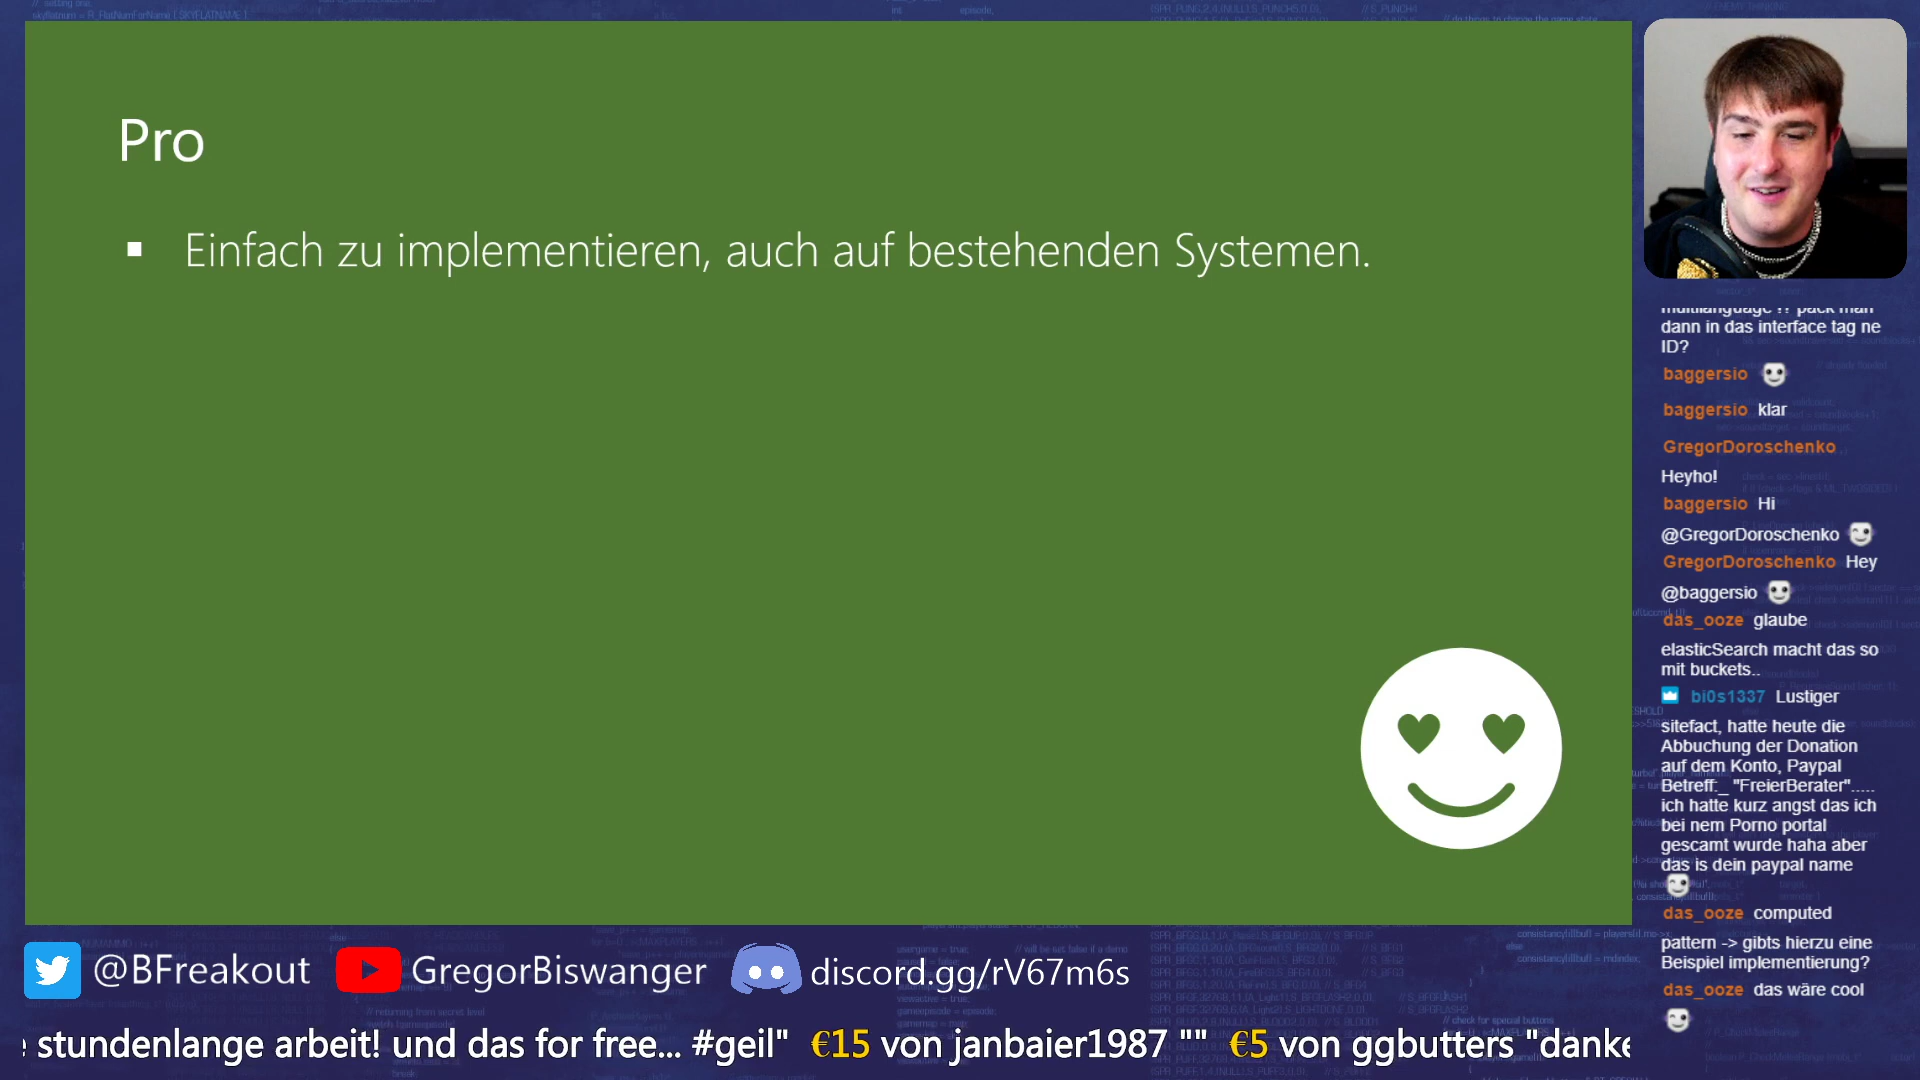 Pro
Einfach zu implementieren, auch auf bestehenden Systemen.
dann in das interface tag ne
ID?
baggersio
baggersio klar
GregorDoroschenko
Heyho!
baggersio Hi
@GregorDoroschenko
GregorDoroschenko Hey
@baggersio
das_ooze glaube
elasticSearch macht das so
mit buckets..
bi0s1337 Lustiger
sitefact, hatte heute die
Abbuchung der Donation
auf dem Konto, Paypal
Betreff:_ "FreierBerater".....
ich hatte kurz angst das ich
bei nem Porno portal
gescamt wurde haha aber
das is dein paypal name
das_ooze computed
pattern -> gibts hierzu eine
Beispiel implementierung?
das_ooze das wäre cool
@BFreakout GregorBiswanger discord.gg/rV67m6s
stundenlange arbeit! und das for free... #geil" €15 von janbaier1987 "" €5 von ggbutters "danke